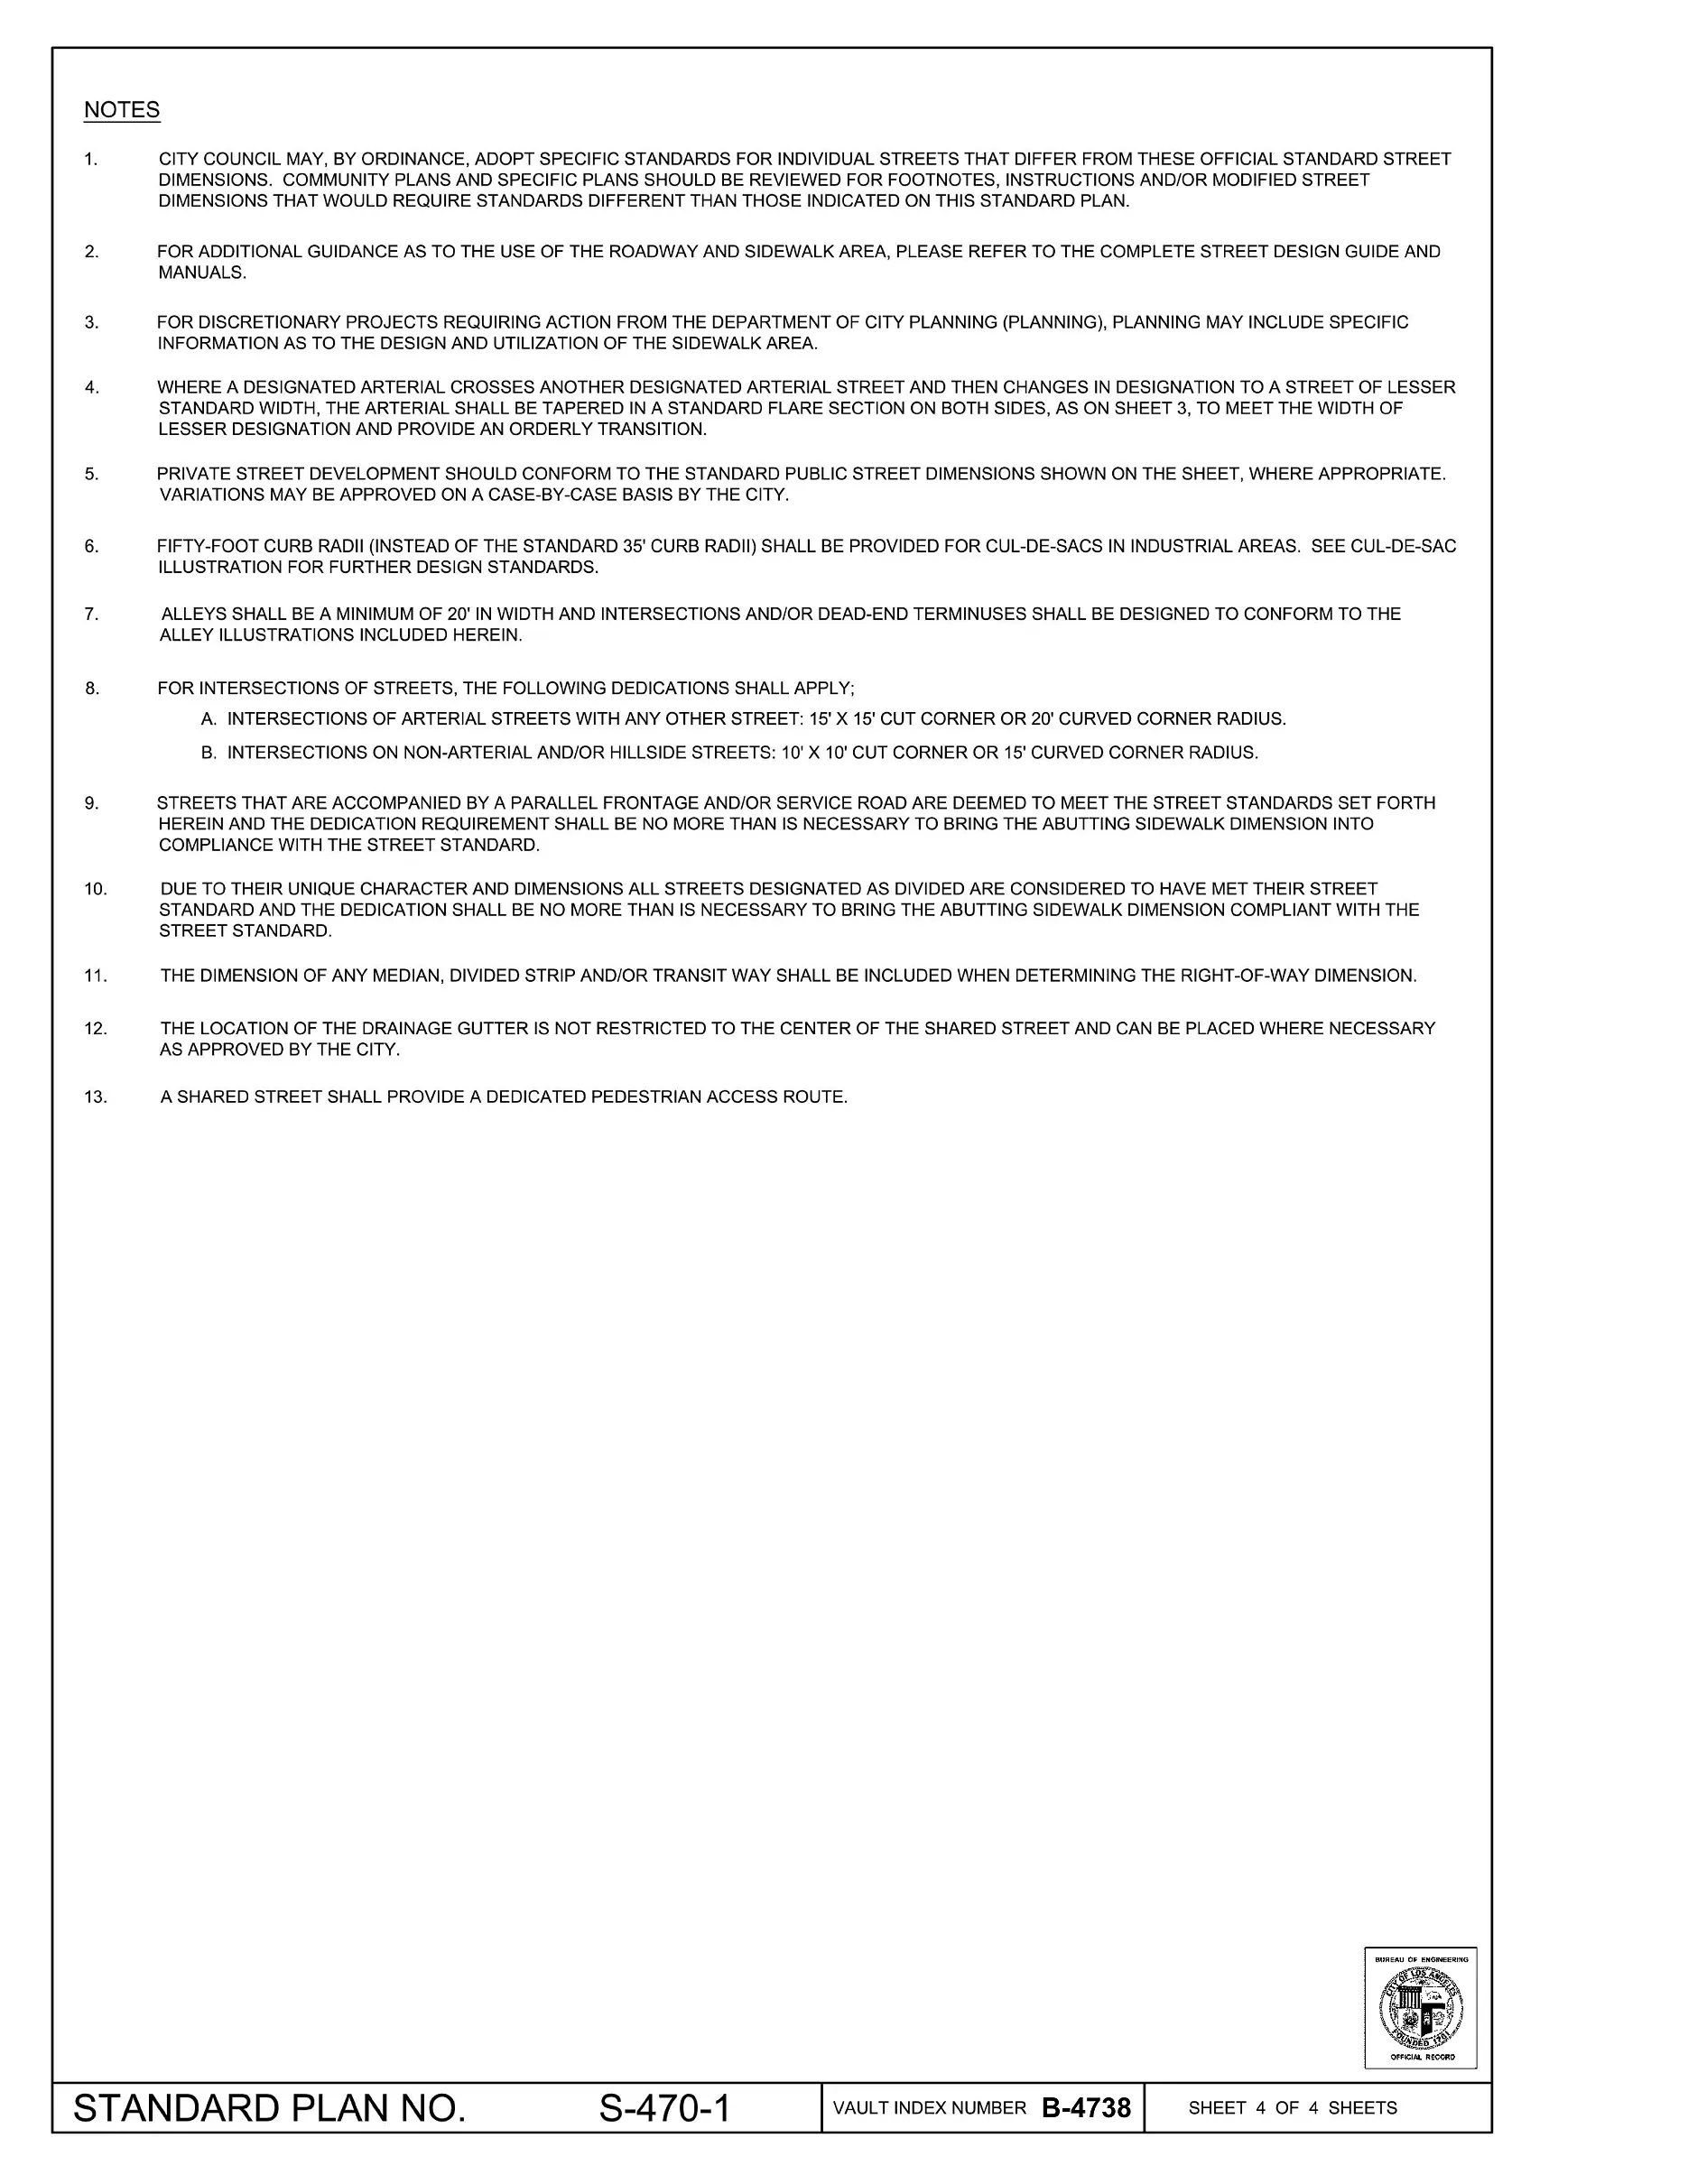 NOTES
1. CITY COUNCIL MAY, BY ORDINANCE, ADOPT SPECIFIC STANDARDS FOR INDIVIDUAL STREETS THAT DIFFER FROM THESE OFFICIAL STANDARD STREET
DIMENSIONS. COMMUNITY PLANS AND SPECIFIC PLANS SHOULD BE REVIEWED FOR FOOTNOTES, INSTRUCTIONS AND/OR MODIFIED STREET
DIMENSIONS THAT WOULD REQUIRE STANDARDS DIFFERENT THAN THOSE INDICATED ON THIS STANDARD PLAN.
2. FOR ADDITIONAL GUIDANCE AS TO THE USE OF THE ROADWAY AND SIDEWALK AREA, PLEASE REFER TO THE COMPLETE STREET DESIGN GUIDE AND
MANUALS.
3. FOR DISCRETIONARY PROJECTS REQUIRING ACTION FROM THE DEPARTMENT OF CITY PLANNING (PLANNING), PLANNING MAY INCLUDE SPECIFIC
INFORMATION AS TO THE DESIGN AND UTILIZATION OF THE SIDEWALK AREA.
4. WHERE A DESIGNATED ARTERIAL CROSSES ANOTHER DESIGNATED ARTERIAL STREET AND THEN CHANGES IN DESIGNATION TO A STREET OF LESSER
STANDARD WIDTH, THE ARTERIAL SHALL BE TAPERED IN A STANDARD FLARE SECTION ON BOTH SIDES, AS ON SHEET 3, TO MEET THE WIDTH OF
LESSER DESIGNATION AND PROVIDE AN ORDERLY TRANSITION.
5. PRIVATE STREET DEVELOPMENT SHOULD CONFORM TO THE STANDARD PUBLIC STREET DIMENSIONS SHOWN ON THE SHEET, WHERE APPROPRIATE.
VARIATIONS MAY BE APPROVED ON A CASE-BY-CASE BASIS BY THE CITY.
6. FIFTY-FOOT CURB RADII (INSTEAD OF THE STANDARD 35' CURB RADII) SHALL BE PROVIDED FOR CUL-DE-SACS IN INDUSTRIAL AREAS. SEE CUL-DE-SAC
ILLUSTRATION FOR FURTHER DESIGN STANDARDS.
7. ALLEYS SHALL BE A MINIMUM OF 20' IN WIDTH AND INTERSECTIONS AND/OR DEAD-END TERMINUSES SHALL BE DESIGNED TO CONFORM TO THE
ALLEY ILLUSTRATIONS INCLUDED HEREIN.
8. FOR INTERSECTIONS OF STREETS, THE FOLLOWING DEDICATIONS SHALL APPLY;
A. INTERSECTIONS OF ARTERIAL STREETS WITH ANY OTHER STREET: 15' X 15' CUT CORNER OR 20' CURVED CORNER RADIUS.
B. INTERSECTIONS ON NON-ARTERIAL AND/OR HILLSIDE STREETS: 10' X 10' CUT CORNER OR 15' CURVED CORNER RADIUS.
9. STREETS THAT ARE ACCOMPANIED BY A PARALLEL FRONTAGE AND/OR SERVICE ROAD ARE DEEMED TO MEET THE STREET STANDARDS SET FORTH
HEREIN AND THE DEDICATION REQUIREMENT SHALL BE NO MORE THAN IS NECESSARY TO BRING THE ABUTTING SIDEWALK DIMENSION INTO
COMPLIANCE WITH THE STREET STANDARD.
10. DUE TO THEIR UNIQUE CHARACTER AND DIMENSIONS ALL STREETS DESIGNATED AS DIVIDED ARE CONSIDERED TO HAVE MET THEIR STREET
STANDARD AND THE DEDICATION SHALL BE NO MORE THAN IS NECESSARY TO BRING THE ABUTTING SIDEWALK DIMENSION COMPLIANT WITH THE
STREET STANDARD.
11. THE DIMENSION OF ANY MEDIAN, DIVIDED STRIP AND/OR TRANSIT WAY SHALL BE INCLUDED WHEN DETERMINING THE RIGHT-OF-WAY DIMENSION.
12. THE LOCATION OF THE DRAINAGE GUTTER IS NOT RESTRICTED TO THE CENTER OF THE SHARED STREET AND CAN BE PLACED WHERE NECESSARY
AS APPROVED BY THE CITY.
13. A SHARED STREET SHALL PROVIDE A DEDICATED PEDESTRIAN ACCESS ROUTE.
BUREAU OF ENGINEERING
CITY OF LOS ANGELES
FOUNDED 1781
OFFICIAL RECORD
STANDARD PLAN NO. S-470-1 VAULT INDEX NUMBER B-4738 SHEET 4 OF 4 SHEETS